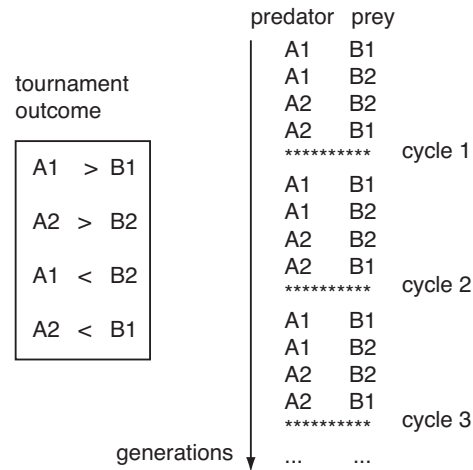 tournament
outcome
A1 > B1
A2 > B2
A1 < B2
A2 < B1
predator prey
A1 B1
A1 B2
A2 B2
A2 B1
********** cycle 1
A1 B1
A1 B2
A2 B2
A2 B1
********** cycle 2
A1 B1
A1 B2
A2 B2
A2 B1
********** cycle 3
generations ... ...